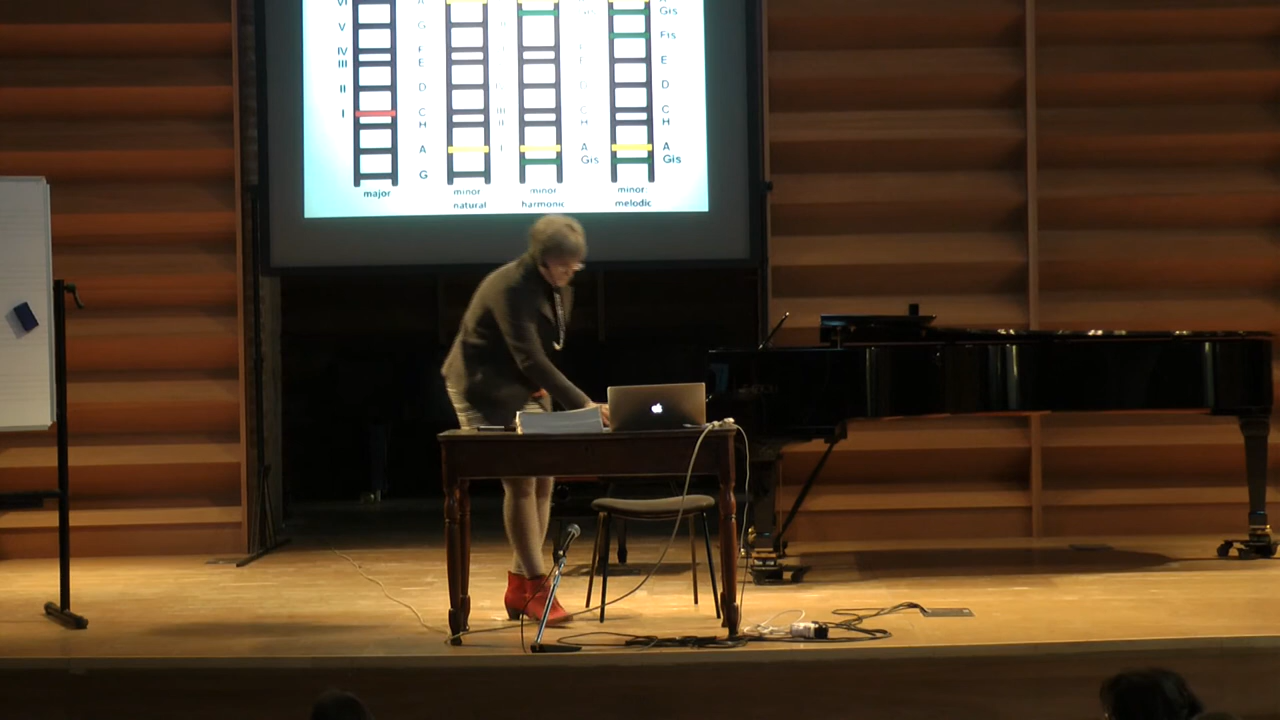 VI A Gis
V G Fis
IV F
III E E
II D D
I C C
H H
A I A A
Gis Gis
G
major minor minor minor
natural harmonic melodic